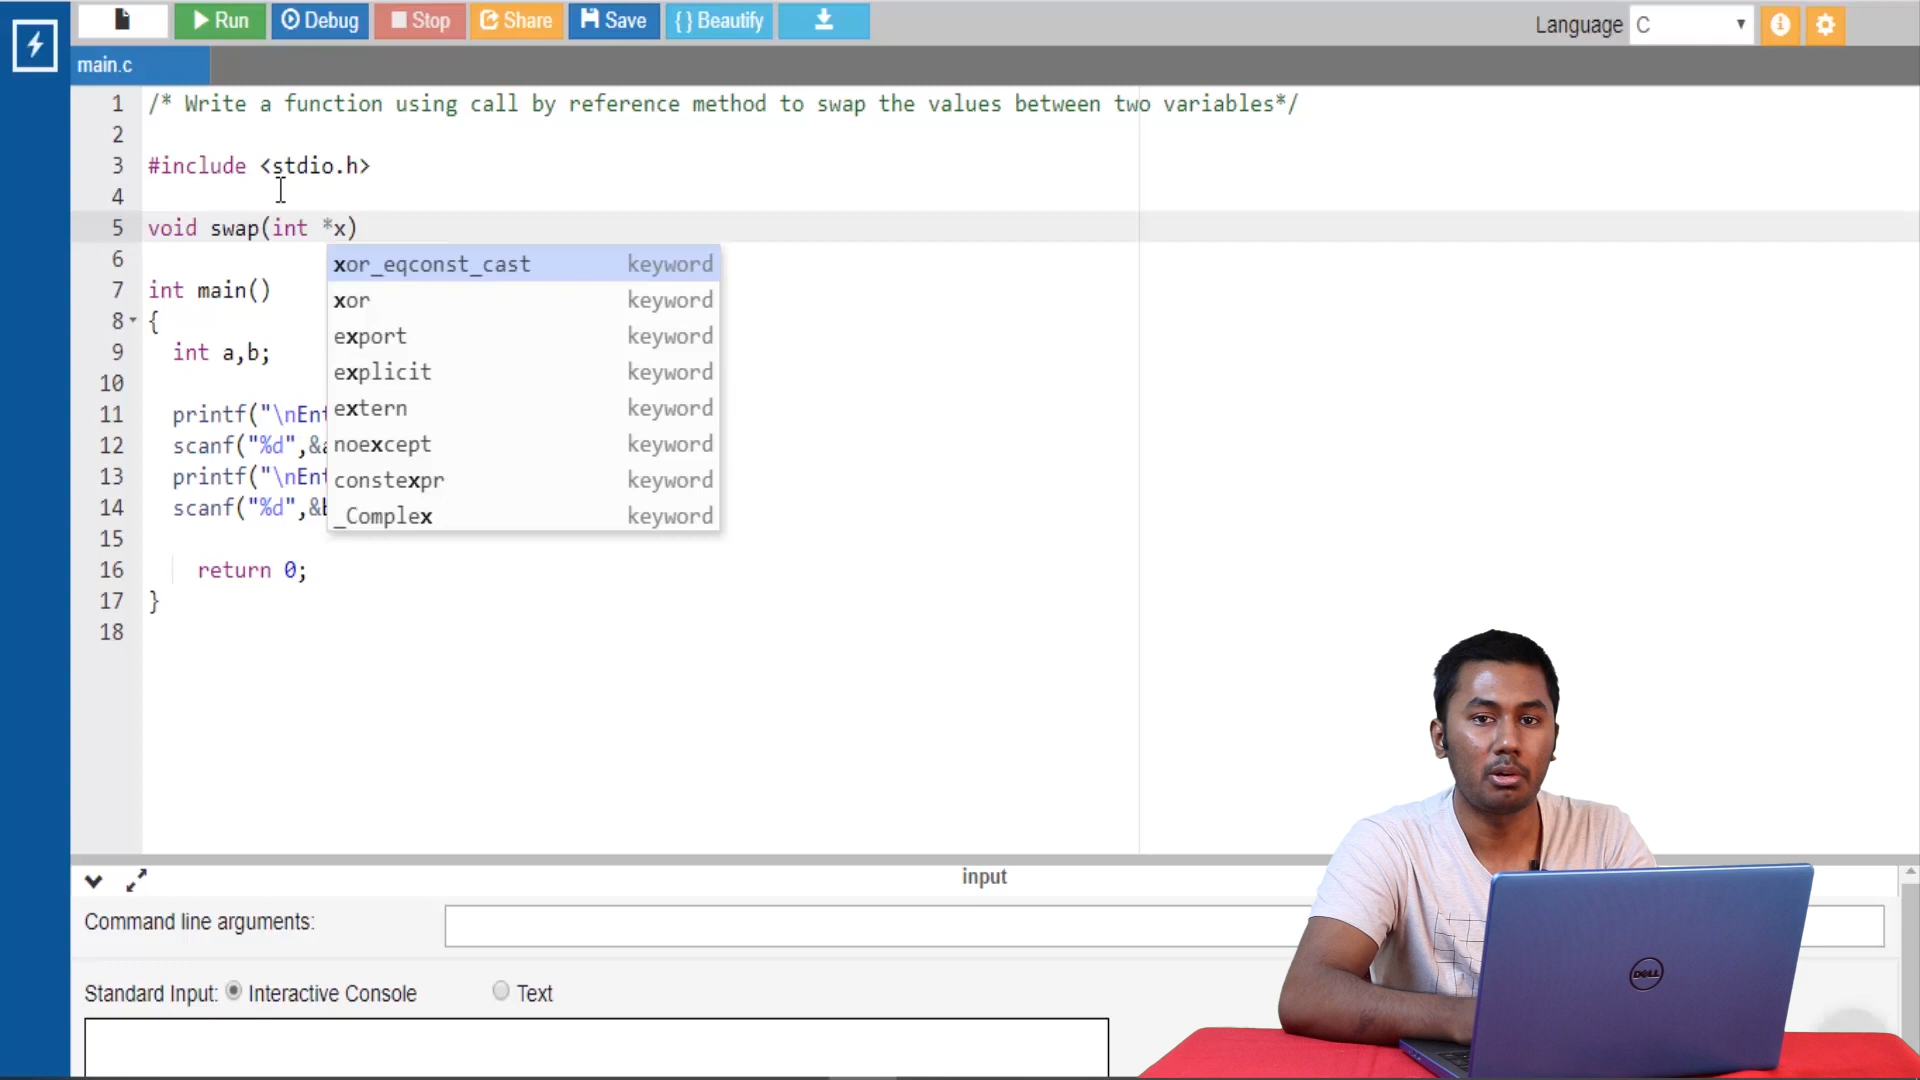 Run Debug Stop Share Save {} Beautify Language C
main.c
1 /* Write a function using call by reference method to swap the values between two variables*/
2
3 #include <stdio.h>
4
5 void swap(int *x)
6
xor_eqconst_cast keyword
xor keyword
export keyword
explicit keyword
extern keyword
noexcept keyword
constexpr keyword
_Complex keyword
7 int main()
8 {
9 int a,b;
10
11 printf("\nEnt
12 scanf("%d",&a
13 printf("\nEnt
14 scanf("%d",&b
15
16 return 0;
17 }
18
input
Command line arguments:
Standard Input: Interactive Console Text
DELL